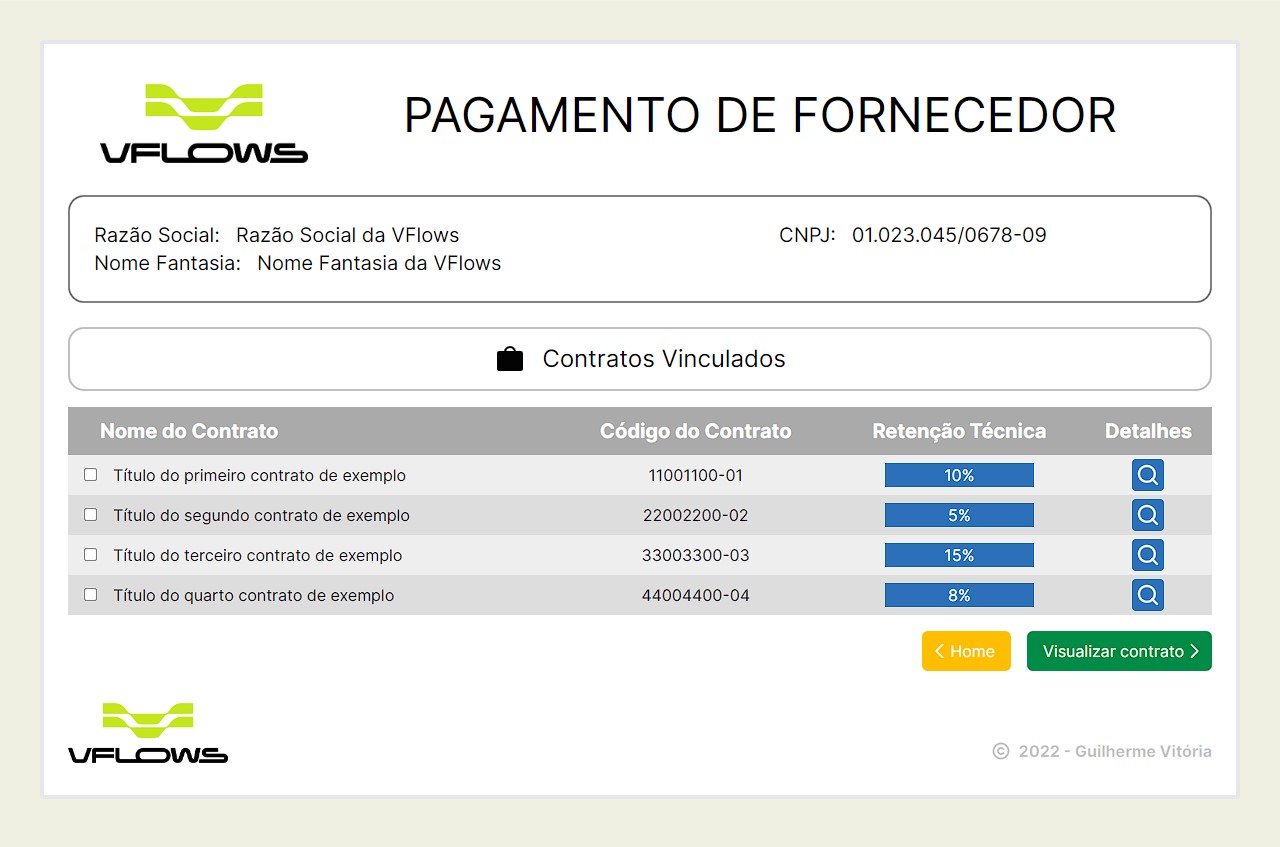 VFLOWS
PAGAMENTO DE FORNECEDOR
Razão Social: Razão Social da VFlows
CNPJ: 01.023.045/0678-09
Nome Fantasia: Nome Fantasia da VFlows
Contratos Vinculados
Nome do Contrato Código do Contrato Retenção Técnica Detalhes
Título do primeiro contrato de exemplo 11001100-01 10%
Título do segundo contrato de exemplo 22002200-02 5%
Título do terceiro contrato de exemplo 33003300-03 15%
Título do quarto contrato de exemplo 44004400-04 8%
Home Visualizar contrato
VFLOWS
© 2022 - Guilherme Vitória